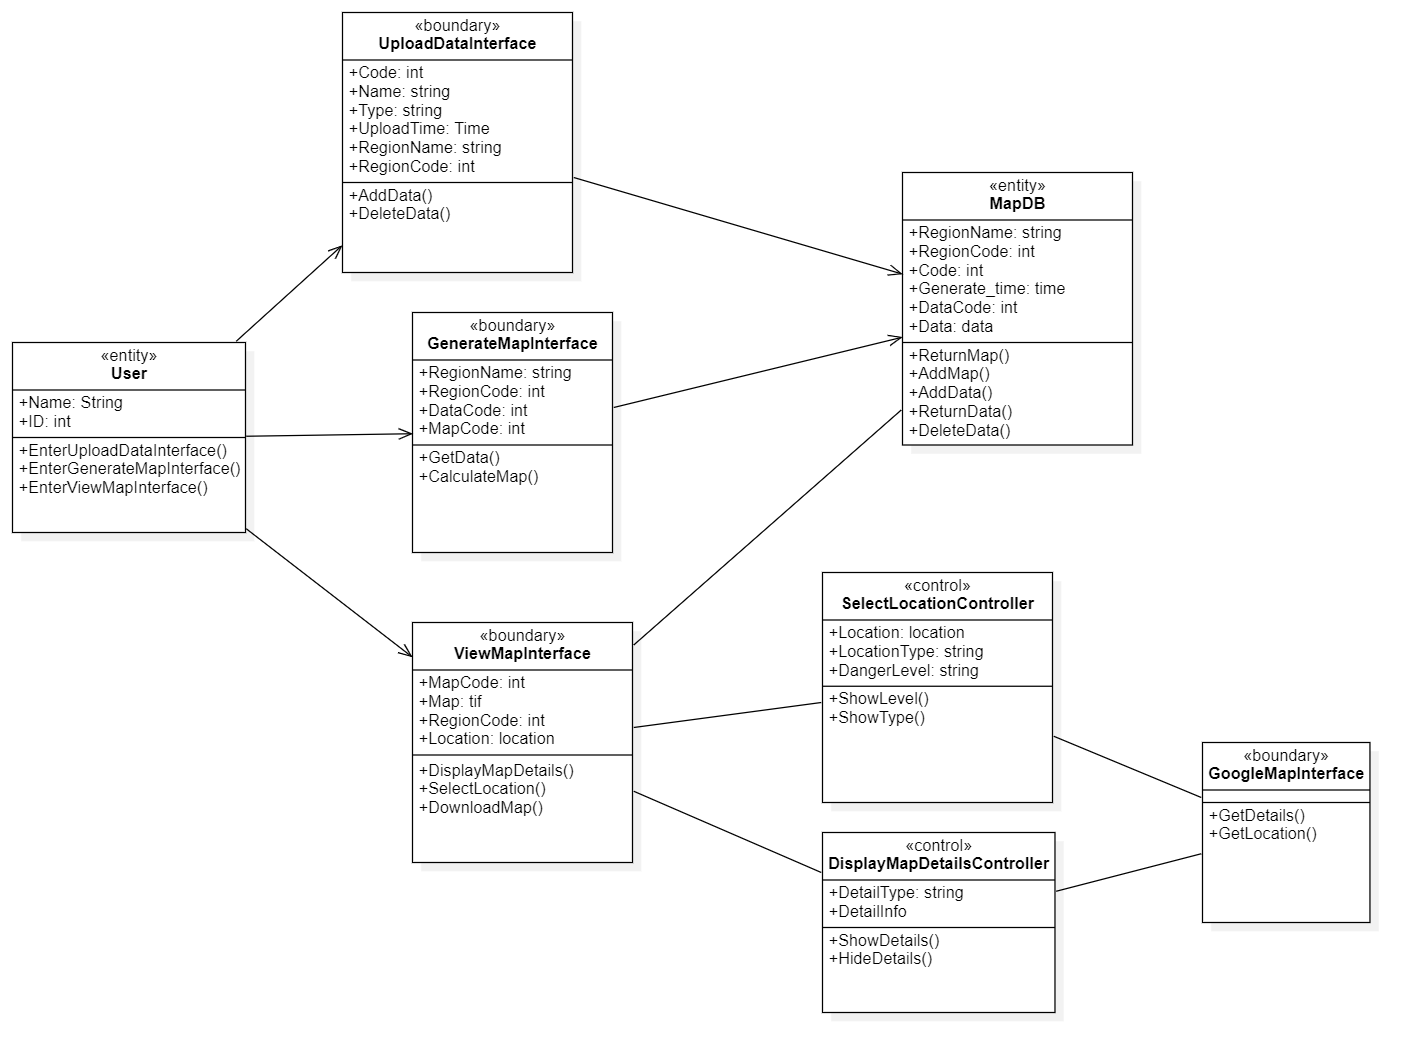 «boundary»
UploadDataInterface
+Code: int
+Name: string
+Type: string
+UploadTime: Time
+RegionName: string
+RegionCode: int
+AddData()
+DeleteData()
«entity»
MapDB
+RegionName: string
+RegionCode: int
+Code: int
+Generate_time: time
+DataCode: int
+Data: data
+ReturnMap()
+AddMap()
+AddData()
+ReturnData()
+DeleteData()
«boundary»
GenerateMapInterface
+RegionName: string
+RegionCode: int
+DataCode: int
+MapCode: int
+GetData()
+CalculateMap()
«entity»
User
+Name: String
+ID: int
+EnterUploadDataInterface()
+EnterGenerateMapInterface()
+EnterViewMapInterface()
«boundary»
ViewMapInterface
+MapCode: int
+Map: tif
+RegionCode: int
+Location: location
+DisplayMapDetails()
+SelectLocation()
+DownloadMap()
«control»
SelectLocationController
+Location: location
+LocationType: string
+DangerLevel: string
+ShowLevel()
+ShowType()
«boundary»
GoogleMapInterface
+GetDetails()
+GetLocation()
«control»
DisplayMapDetailsController
+DetailType: string
+DetailInfo
+ShowDetails()
+HideDetails()